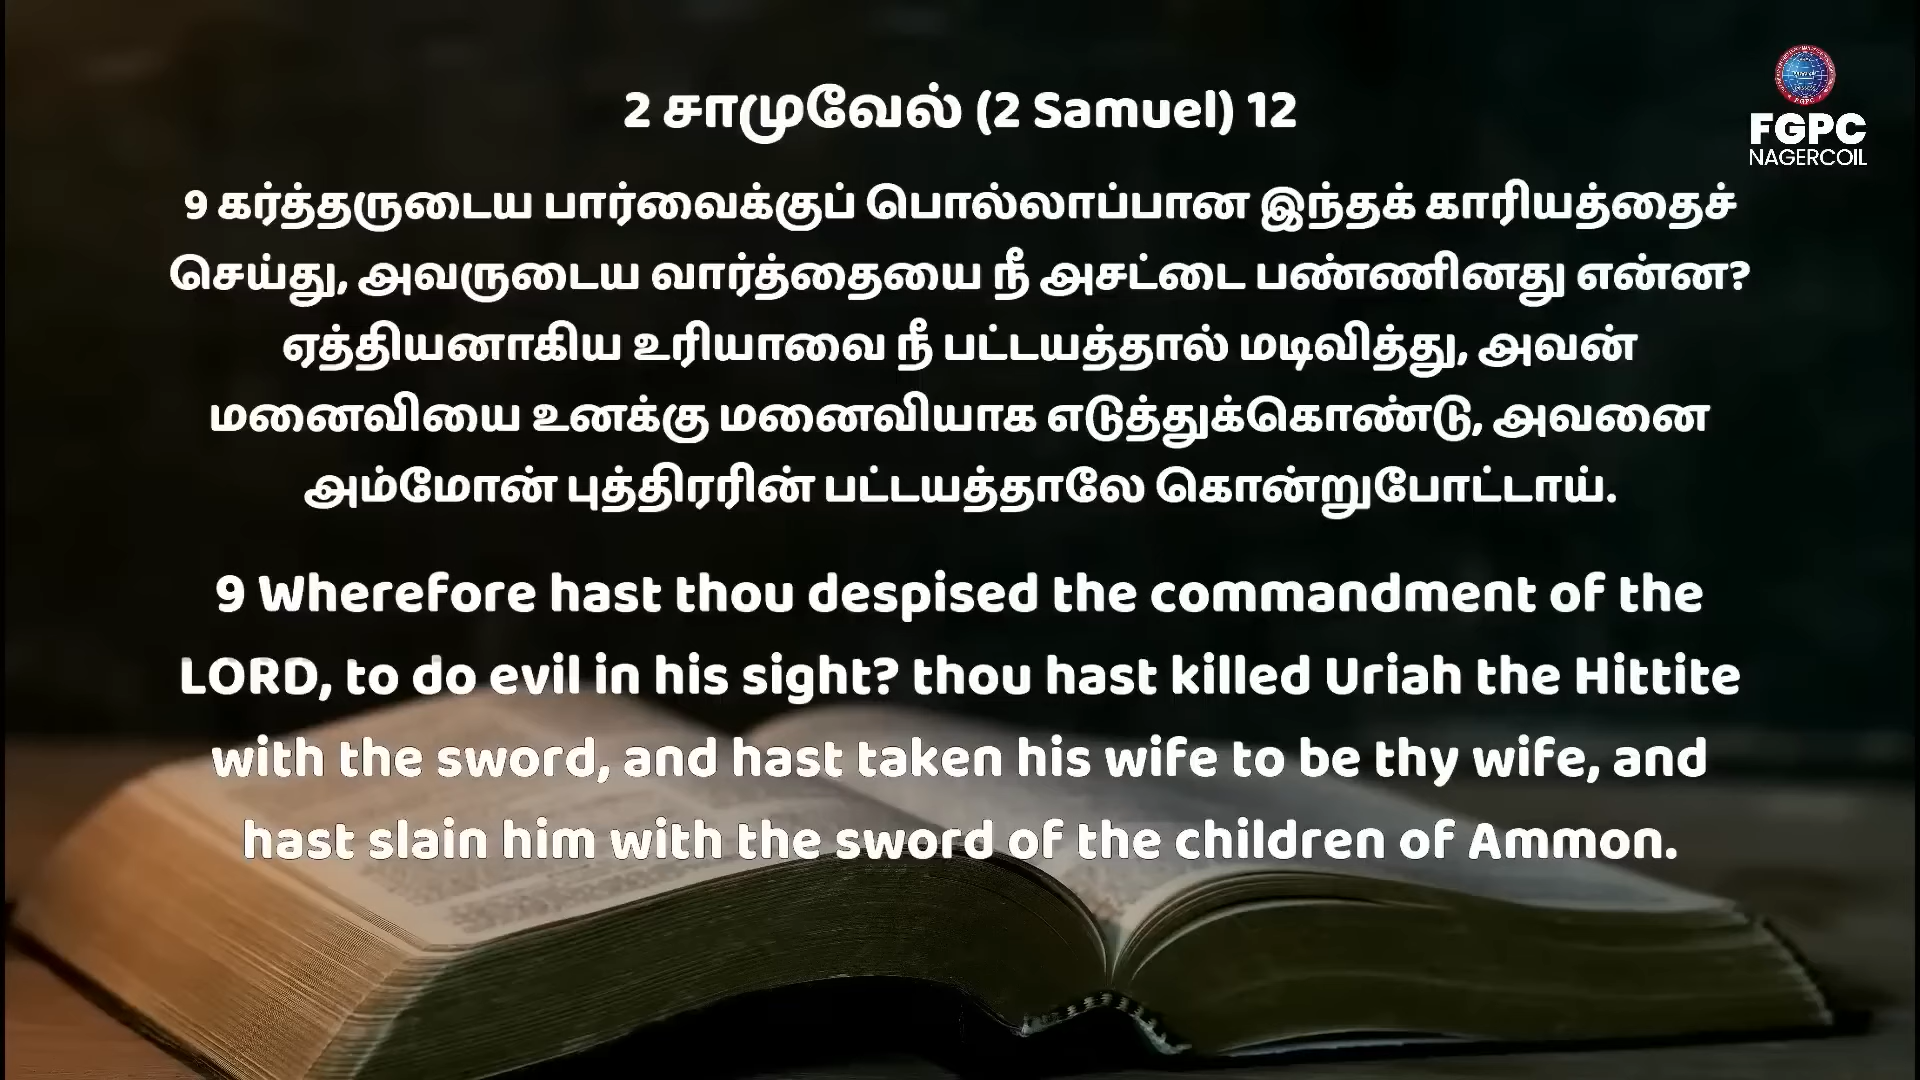 2 சாமுவேல் (2 Samuel) 12
FGPC
NAGERCOIL
9 கர்த்தருடைய பார்வைக்குப் பொல்லாப்பான இந்தக் காரியத்தைச்
செய்து, அவருடைய வார்த்தையை நீ அசட்டை பண்ணினது என்ன?
ஏத்தியனாகிய உரியாவை நீ பட்டயத்தால் மடிவித்து, அவன்
மனைவியை உனக்கு மனைவியாக எடுத்துக்கொண்டு, அவனை
அம்மோன் புத்திரரின் பட்டயத்தாலே கொன்றுபோட்டாய்.
9 Wherefore hast thou despised the commandment of the
LORD, to do evil in his sight? thou hast killed Uriah the Hittite
with the sword, and hast taken his wife to be thy wife, and
hast slain him with the sword of the children of Ammon.